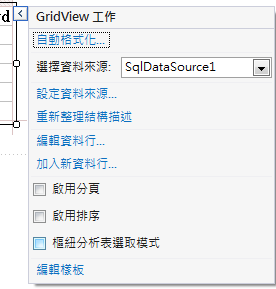 rd
GridView 工作
自動格式化...
選擇資料來源: SqlDataSource1
設定資料來源...
重新整理結構描述
編輯資料行...
加入新資料行...
啟用分頁
啟用排序
樞紐分析表選取模式
編輯樣板